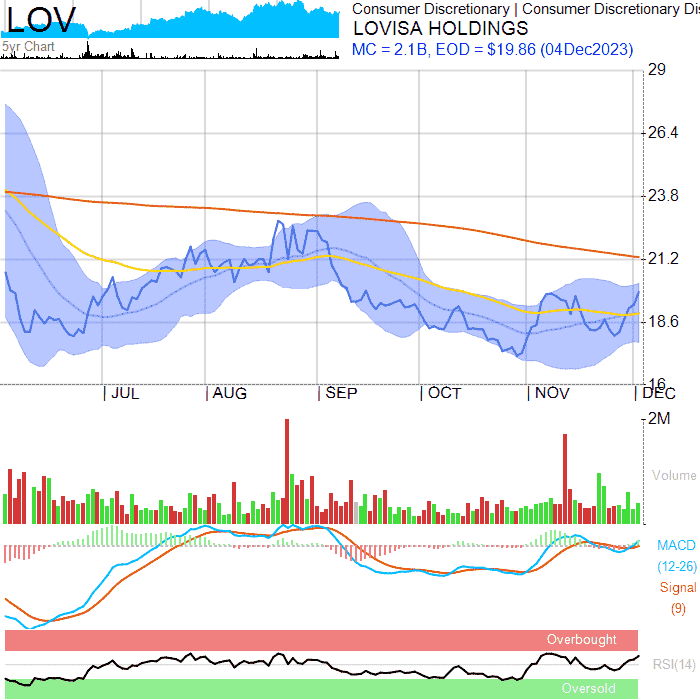 LOV
Consumer Discretionary | Consumer Discretionary Dis
LOVISA HOLDINGS
5yr Chart
MC = 2.1B, EOD = $19.86 (04Dec2023)
29
26.4
23.8
21.2
18.6
16
JUL AUG SEP OCT NOV DEC
2M
Volume
MACD
(12-26)
Signal
(9)
Overbought
RSI(14)
Oversold